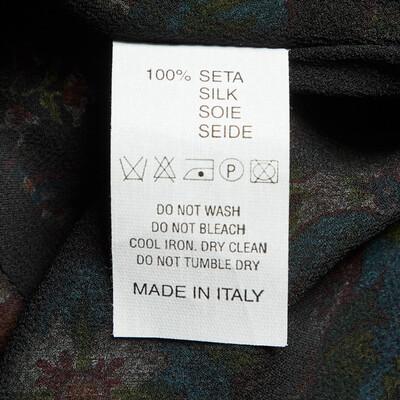 100% SETA
SILK
SOIE
SEIDE
P
DO NOT WASH
DO NOT BLEACH
COOL IRON. DRY CLEAN
DO NOT TUMBLE DRY
MADE IN ITALY